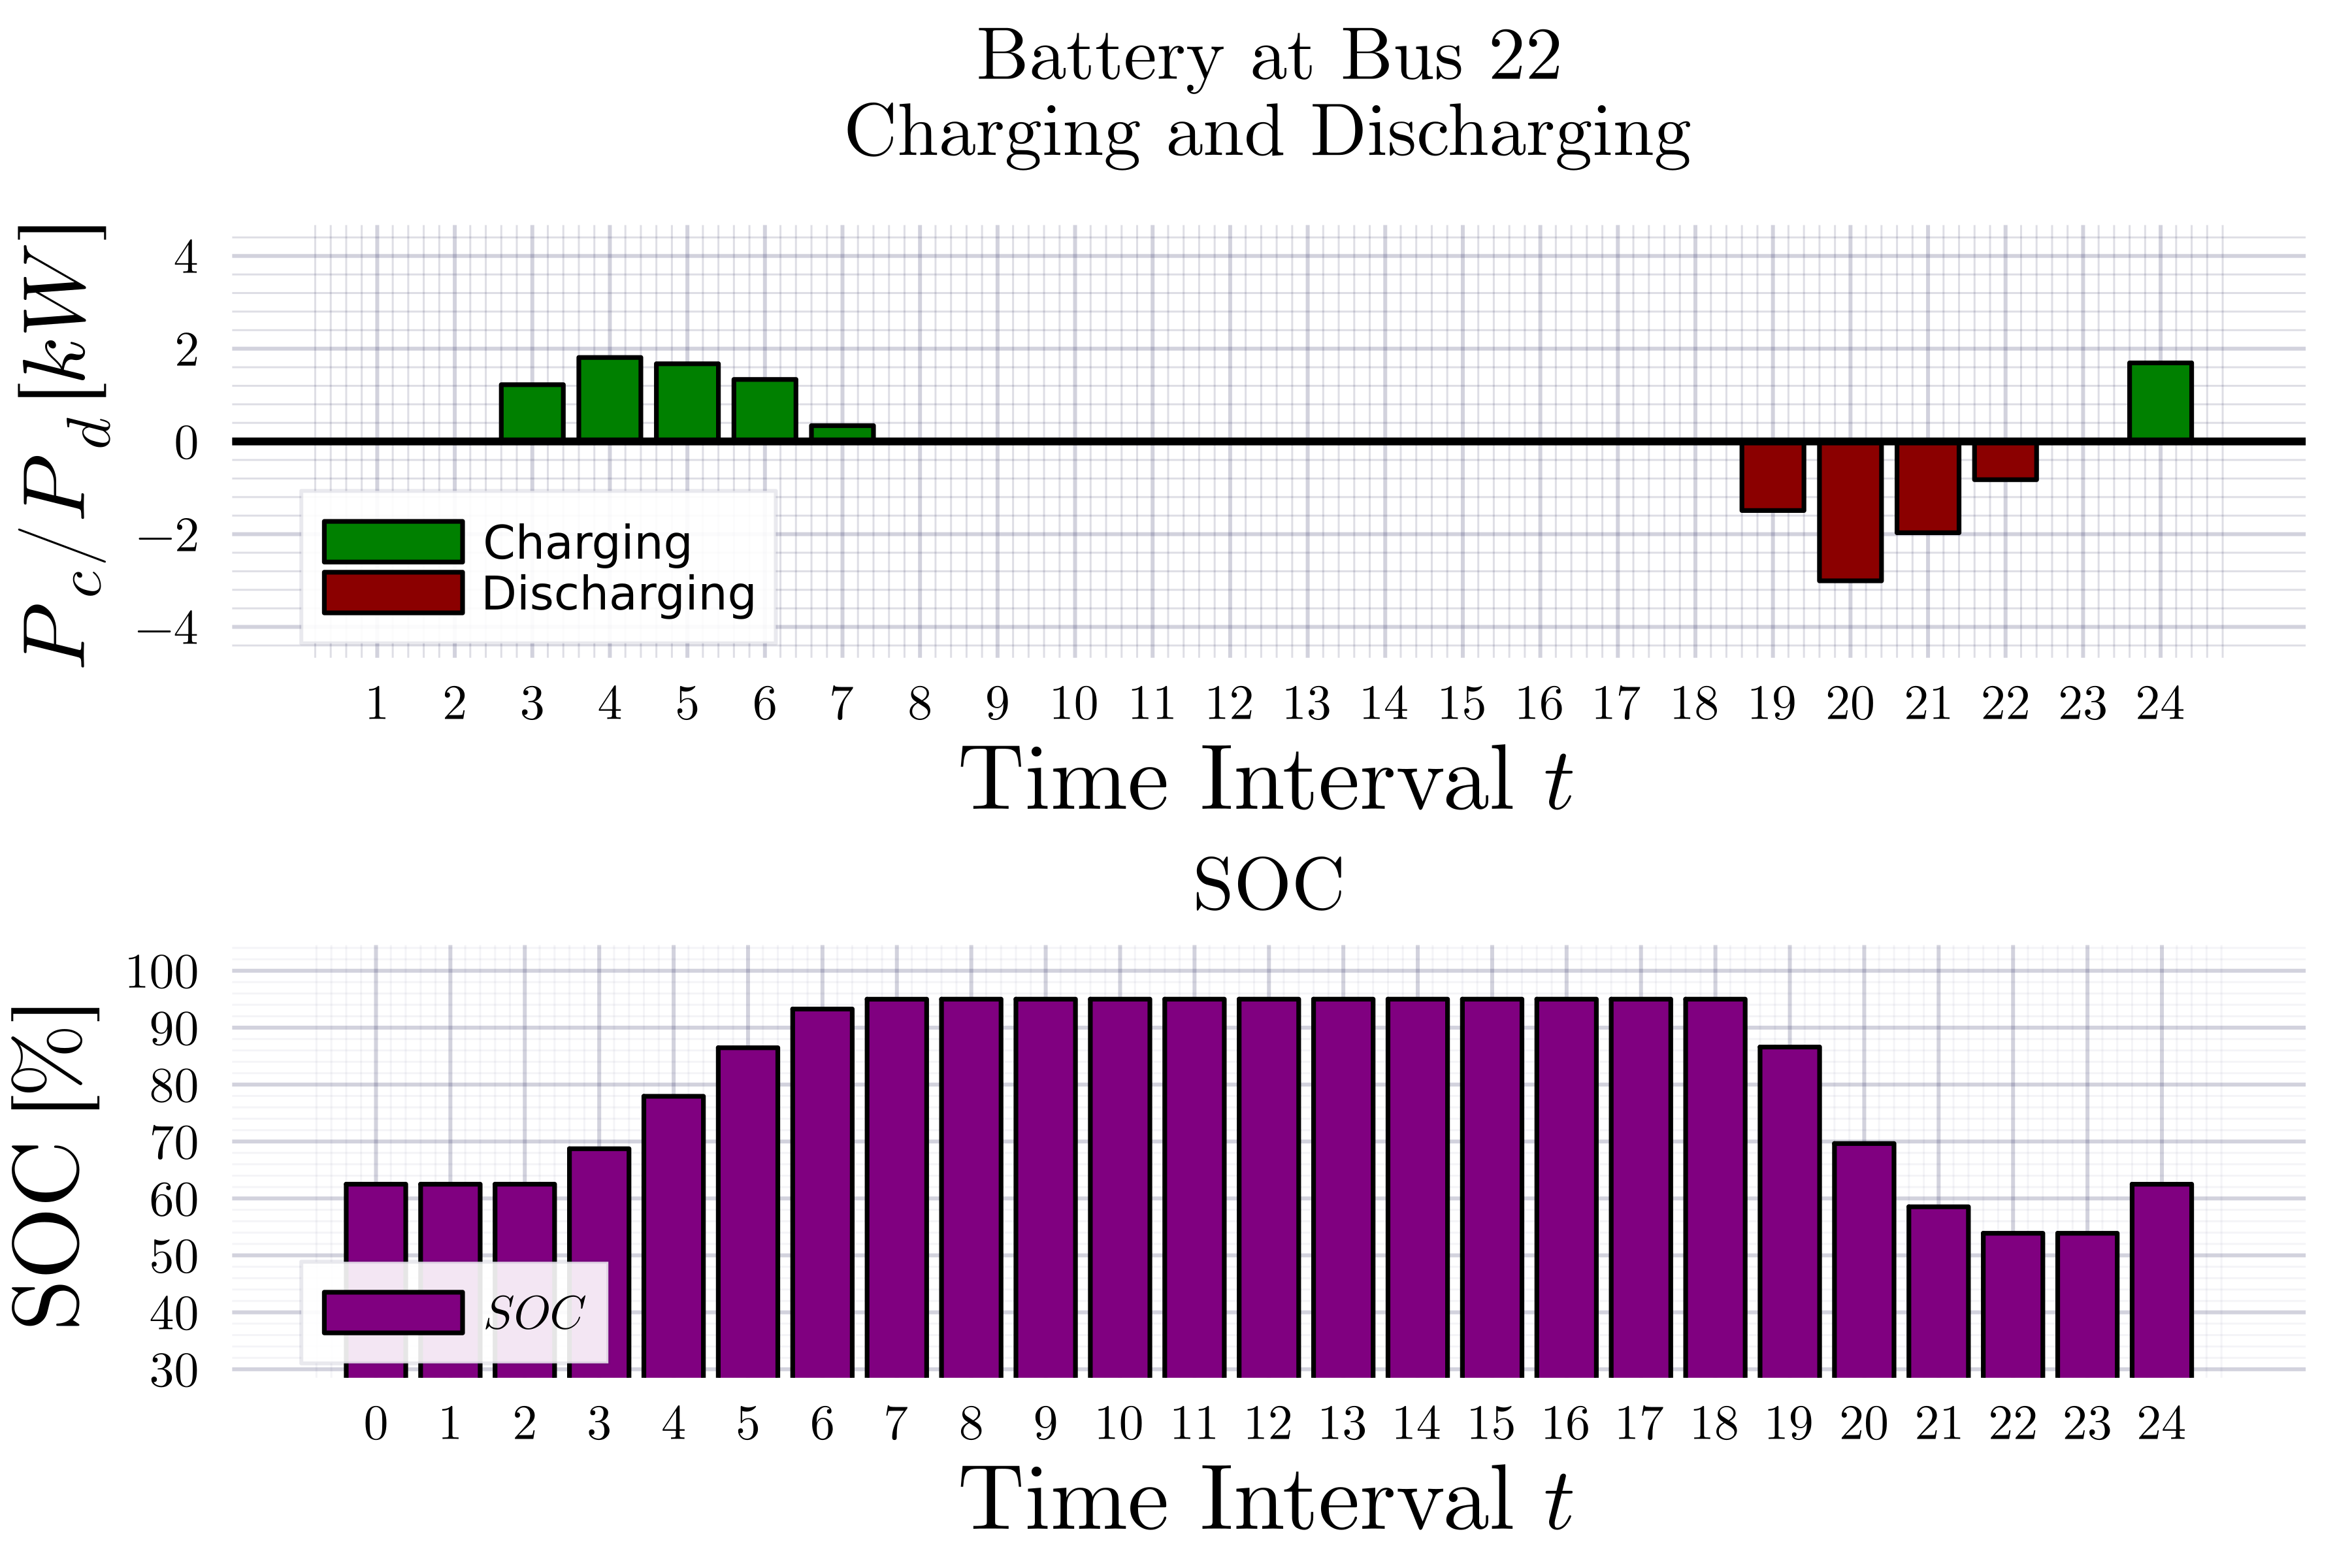 Battery at Bus 22
Charging and Discharging
P_c/P_d [kW]
4
2
0
−2
−4
Charging
Discharging
1 2 3 4 5 6 7 8 9 10 11 12 13 14 15 16 17 18 19 20 21 22 23 24
Time Interval t
SOC
SOC [%]
100
90
80
70
60
50
40
30
SOC
0 1 2 3 4 5 6 7 8 9 10 11 12 13 14 15 16 17 18 19 20 21 22 23 24
Time Interval t